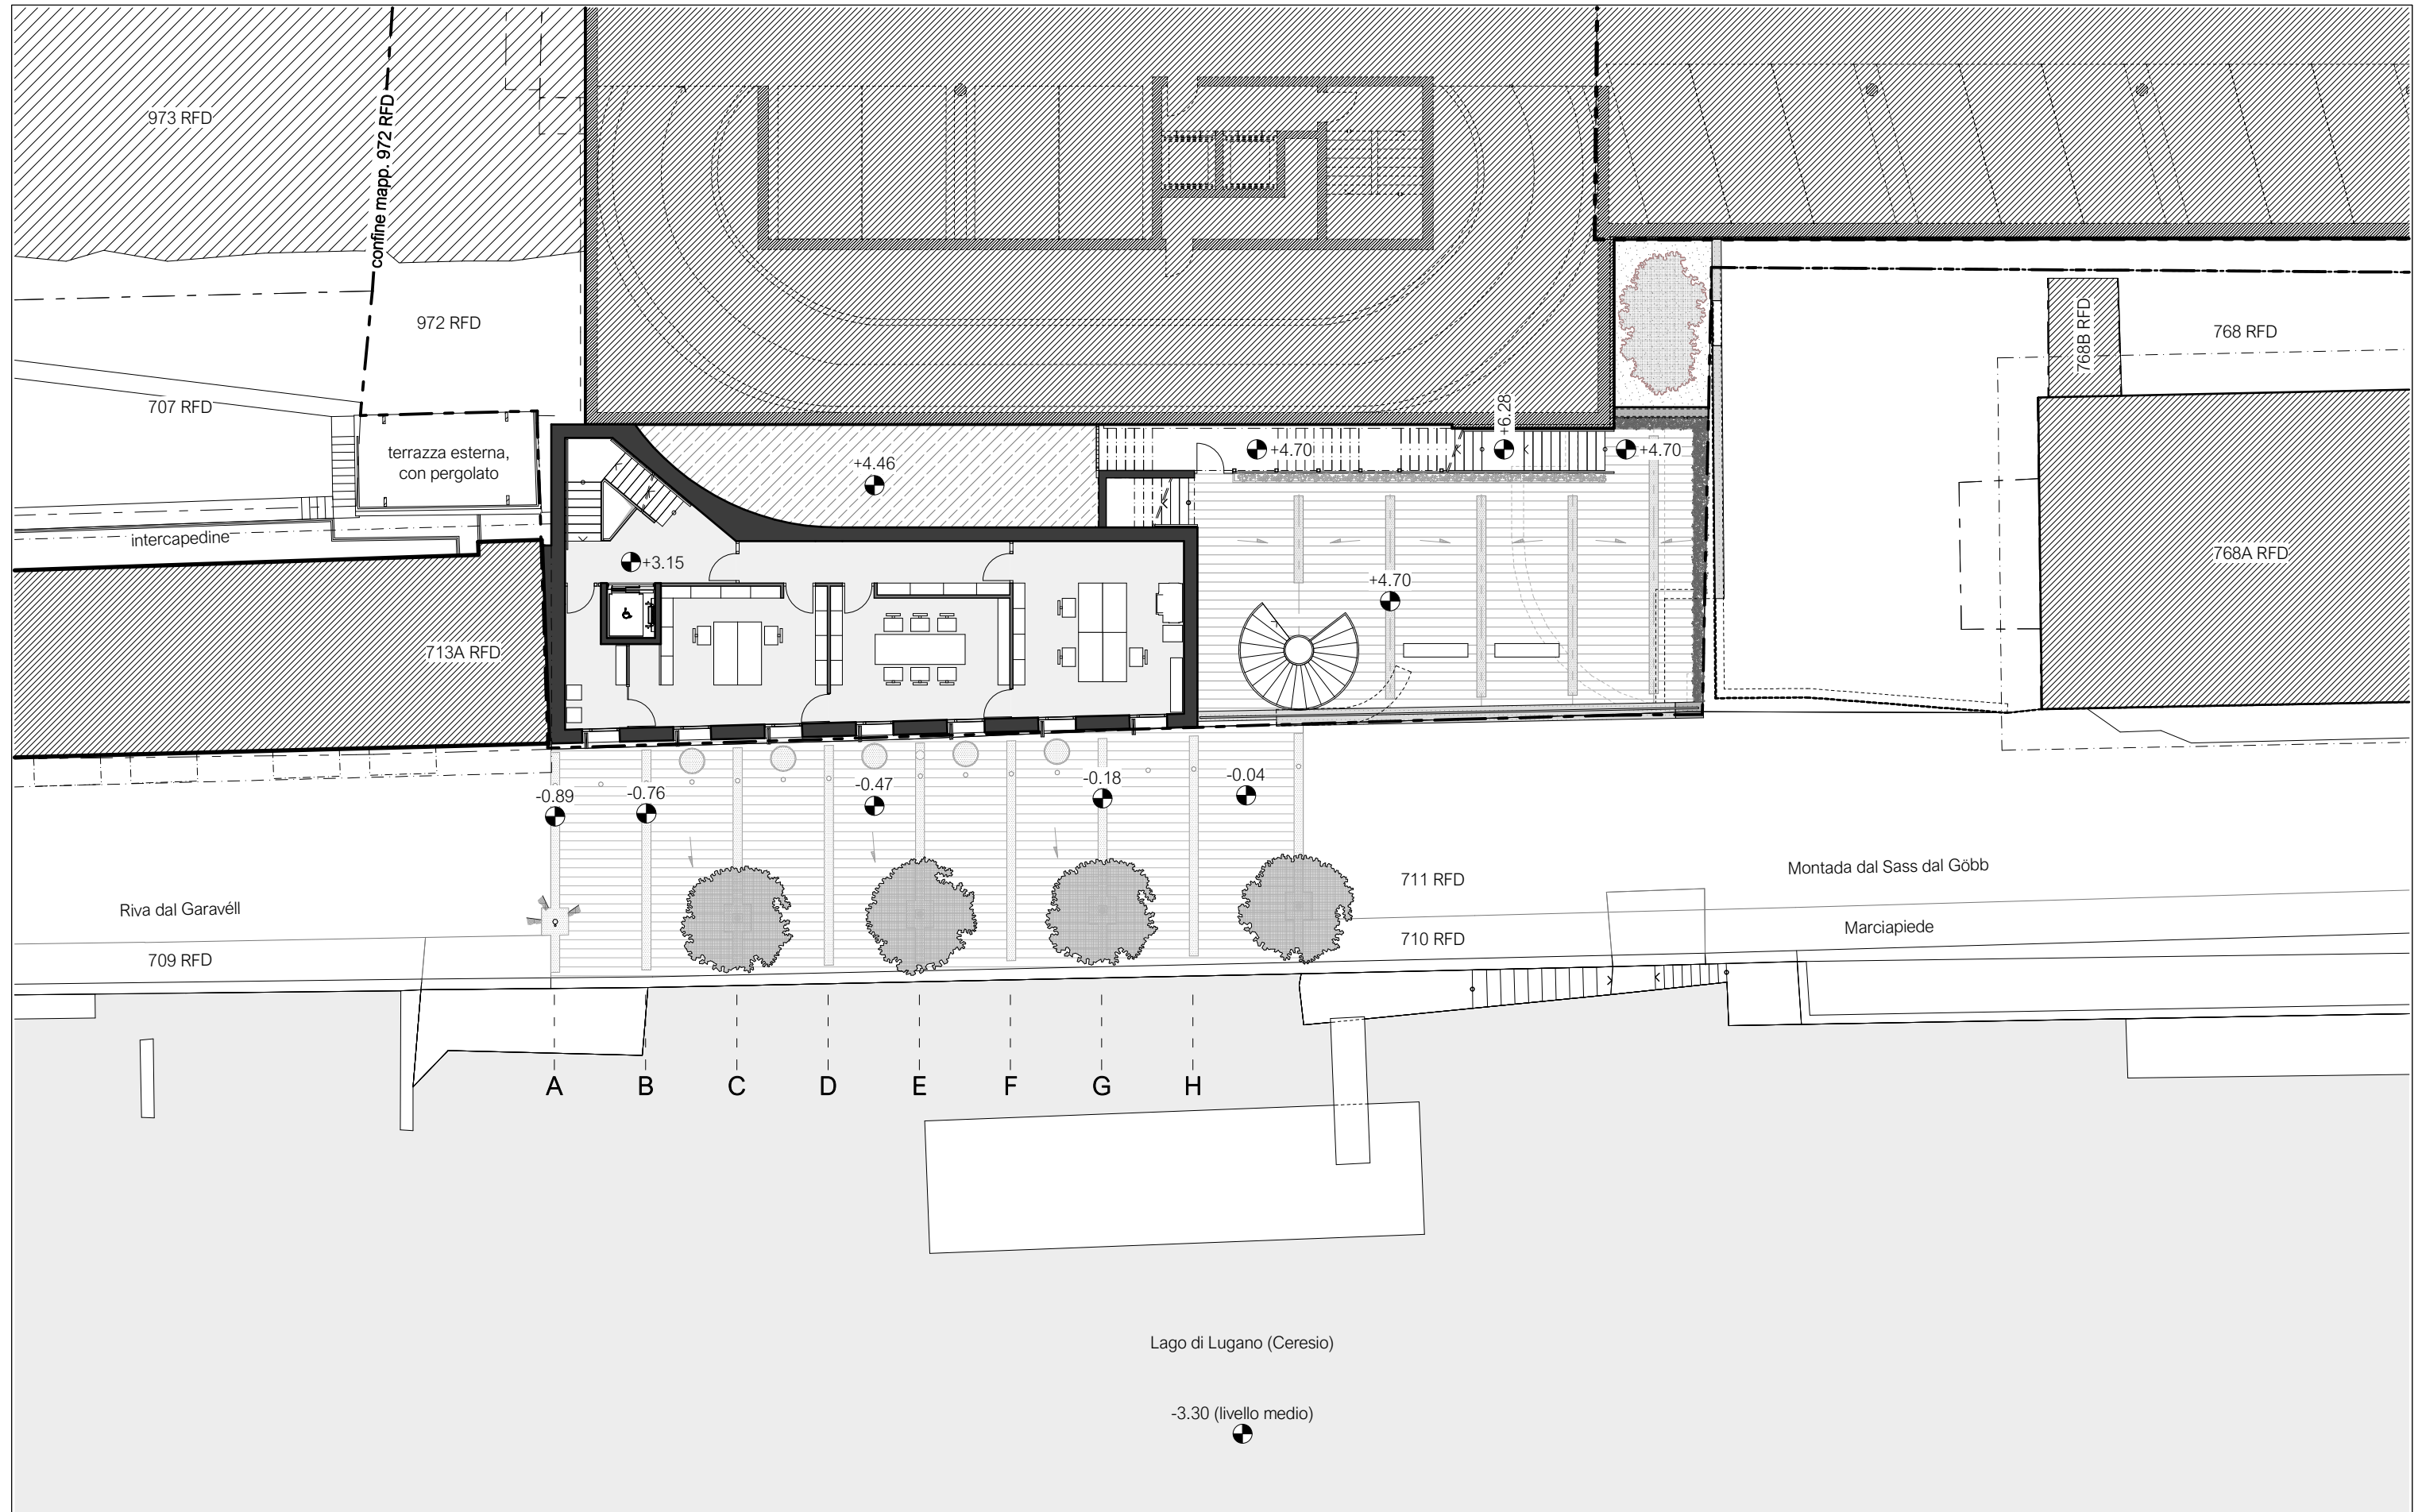 973 RFD
confine mapp. 972 RFD
972 RFD
768B RFD
768 RFD
707 RFD
terrazza esterna,
con pergolato
+4.46
+4.70
+6.28
+4.70
intercapedine
+3.15
768A RFD
+4.70
713A RFD
-0.89
-0.76
-0.47
-0.18
-0.04
711 RFD
Montada dal Sass dal Göbb
Riva dal Garavéll
710 RFD
Marciapiede
709 RFD
A
B
C
D
E
F
G
H
Lago di Lugano (Ceresio)
-3.30 (livello medio)